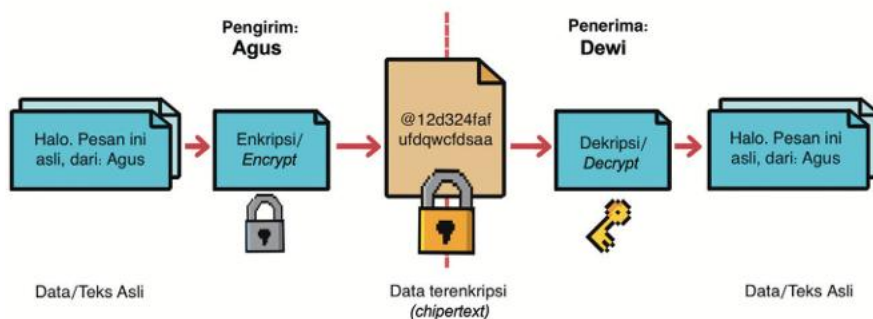 Pengirim:
Agus
Penerima:
Dewi
Halo. Pesan ini
asli, dari: Agus
Enkripsi/
Encrypt
@12d324faf
ufdqwcfdsaa
Dekripsi/
Decrypt
Halo. Pesan ini
asli, dari: Agus
Data/Teks Asli
Data terenkripsi
(chipertext)
Data/Teks Asli